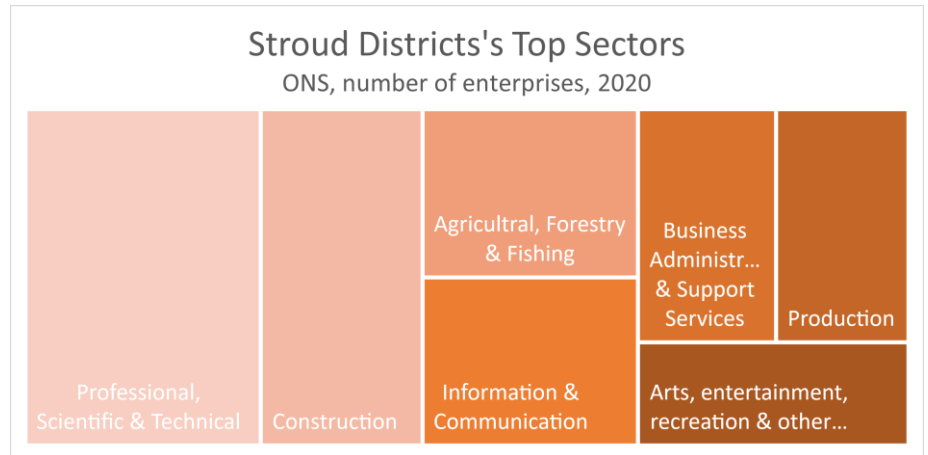 Stroud Districts's Top Sectors
ONS, number of enterprises, 2020
Professional,
Scientific & Technical
Construction
Agricultral, Forestry
& Fishing
Information &
Communication
Business
Administr...
& Support
Services
Production
Arts, entertainment,
recreation & other...